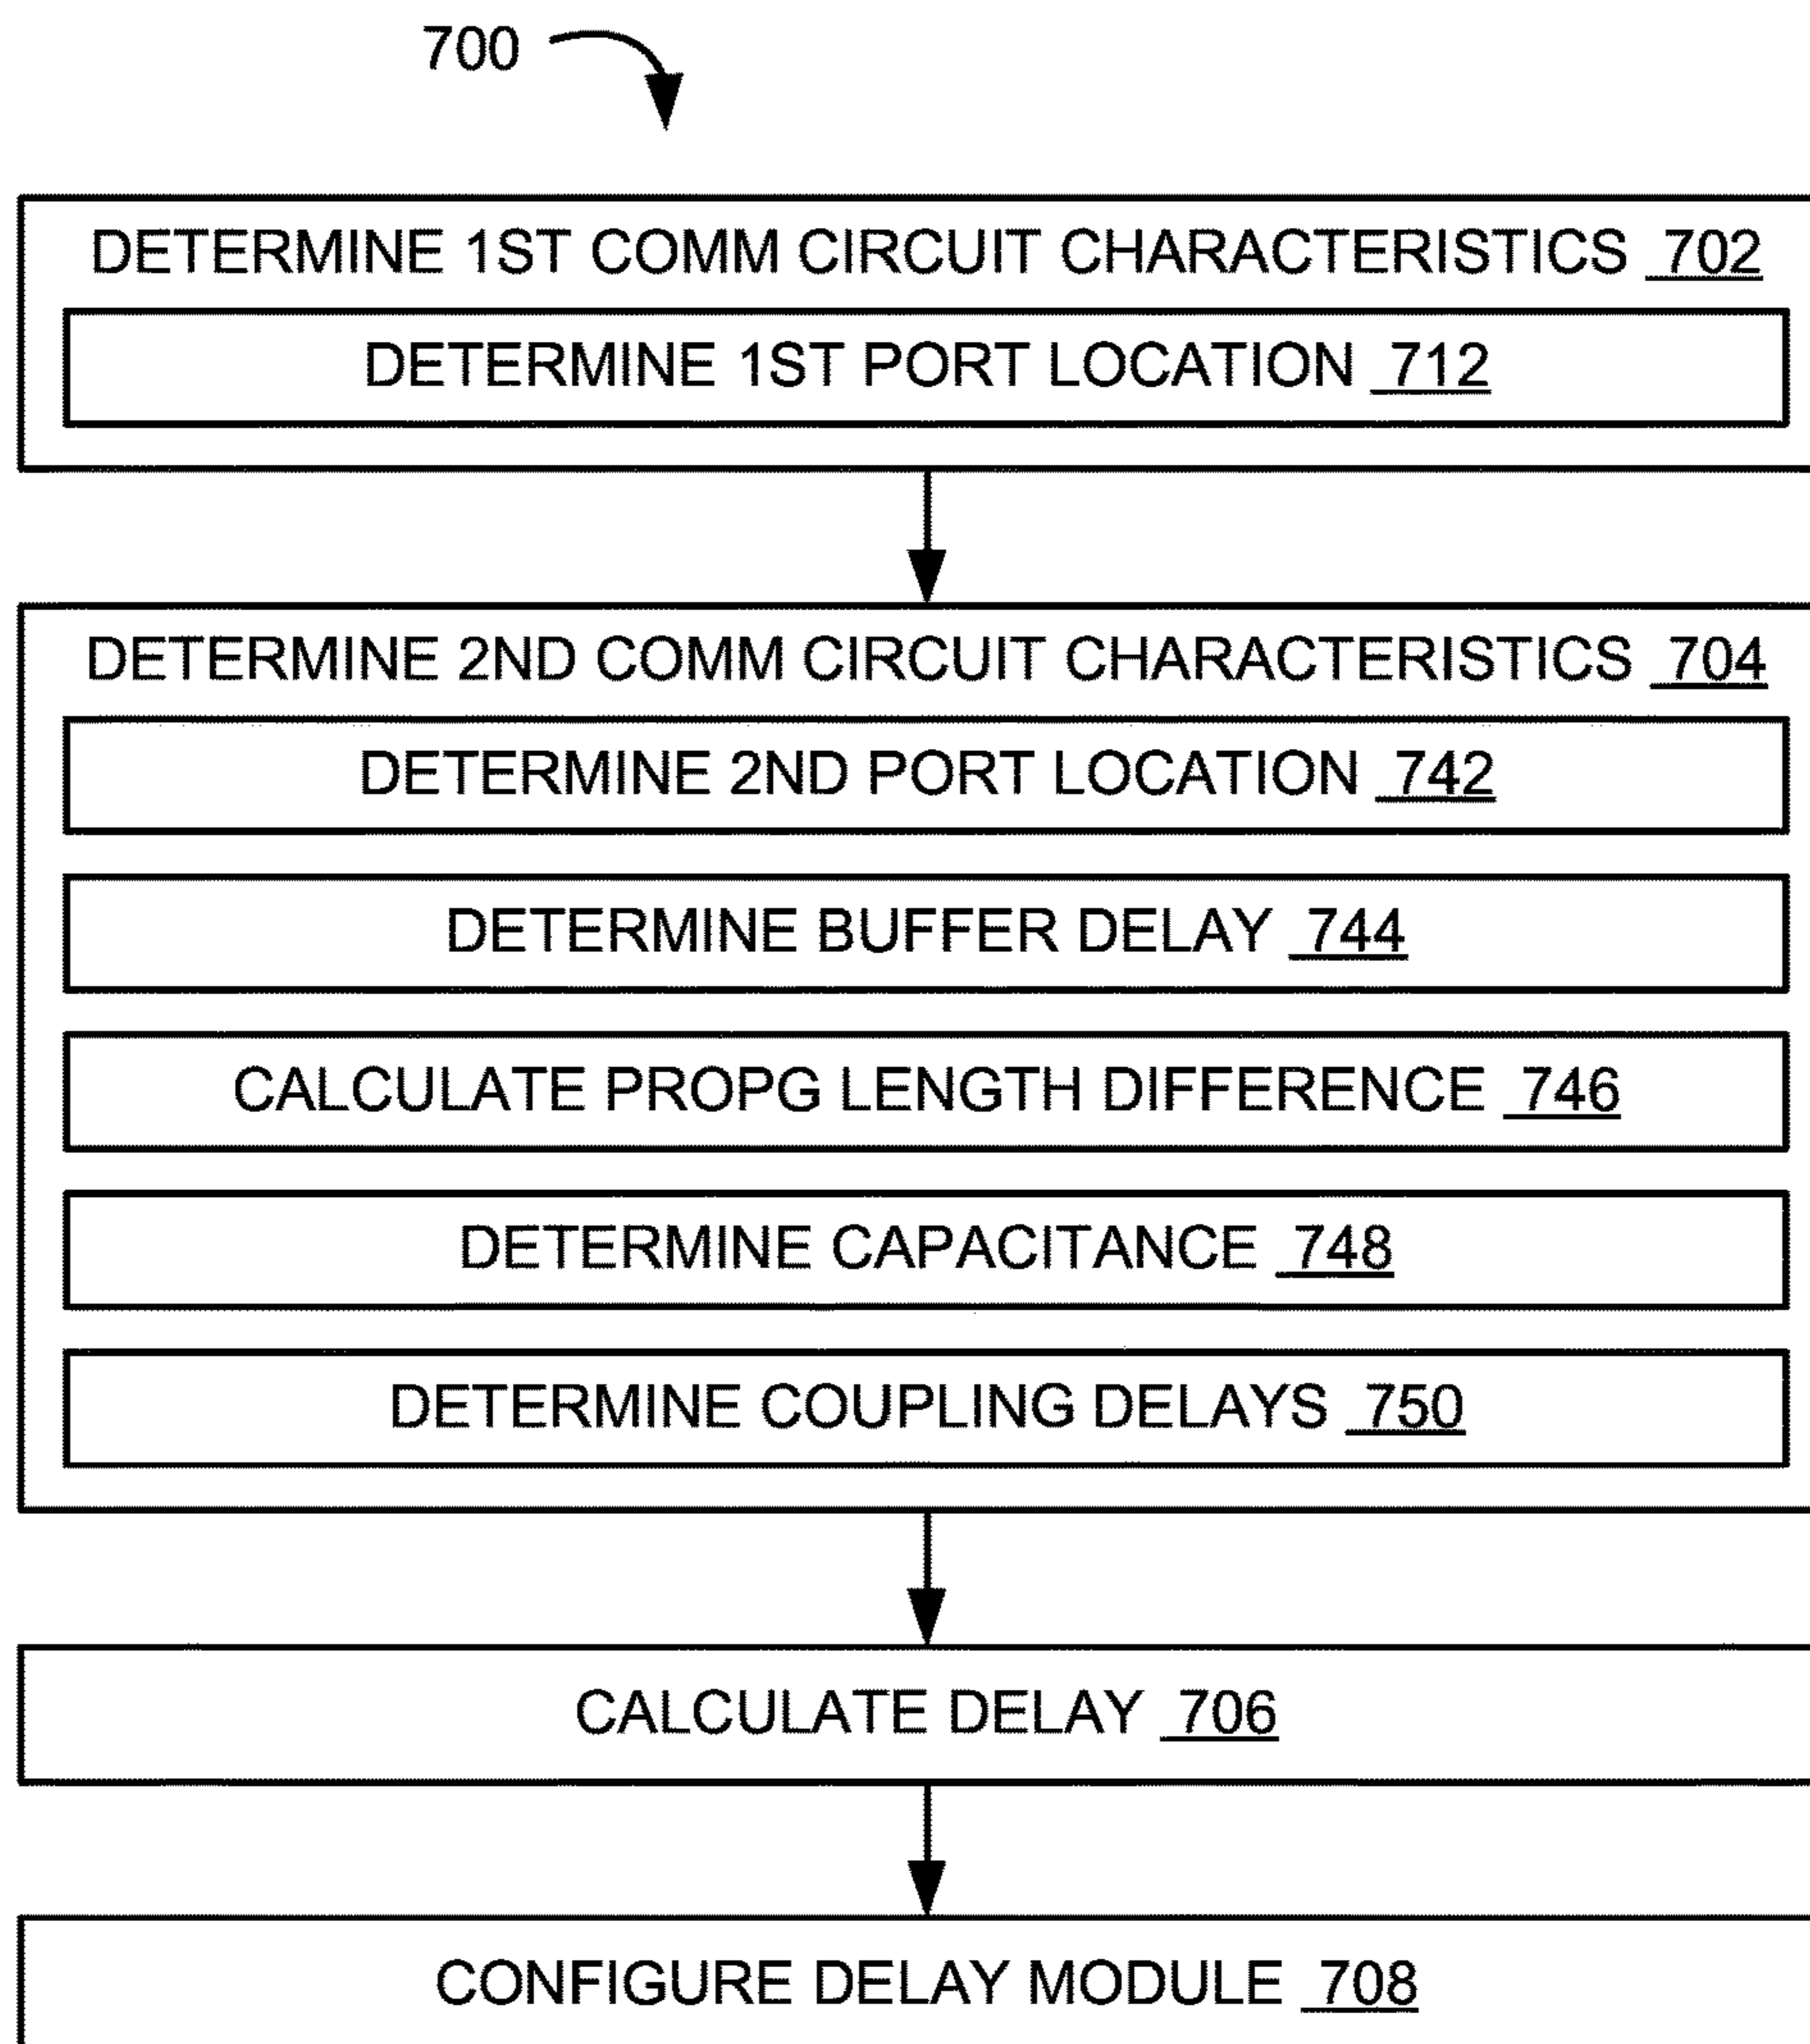 700
DETERMINE 1ST COMM CIRCUIT CHARACTERISTICS 702
DETERMINE 1ST PORT LOCATION 712
DETERMINE 2ND COMM CIRCUIT CHARACTERISTICS 704
DETERMINE 2ND PORT LOCATION 742
DETERMINE BUFFER DELAY 744
CALCULATE PROPG LENGTH DIFFERENCE 746
DETERMINE CAPACITANCE 748
DETERMINE COUPLING DELAYS 750
CALCULATE DELAY 706
CONFIGURE DELAY MODULE 708